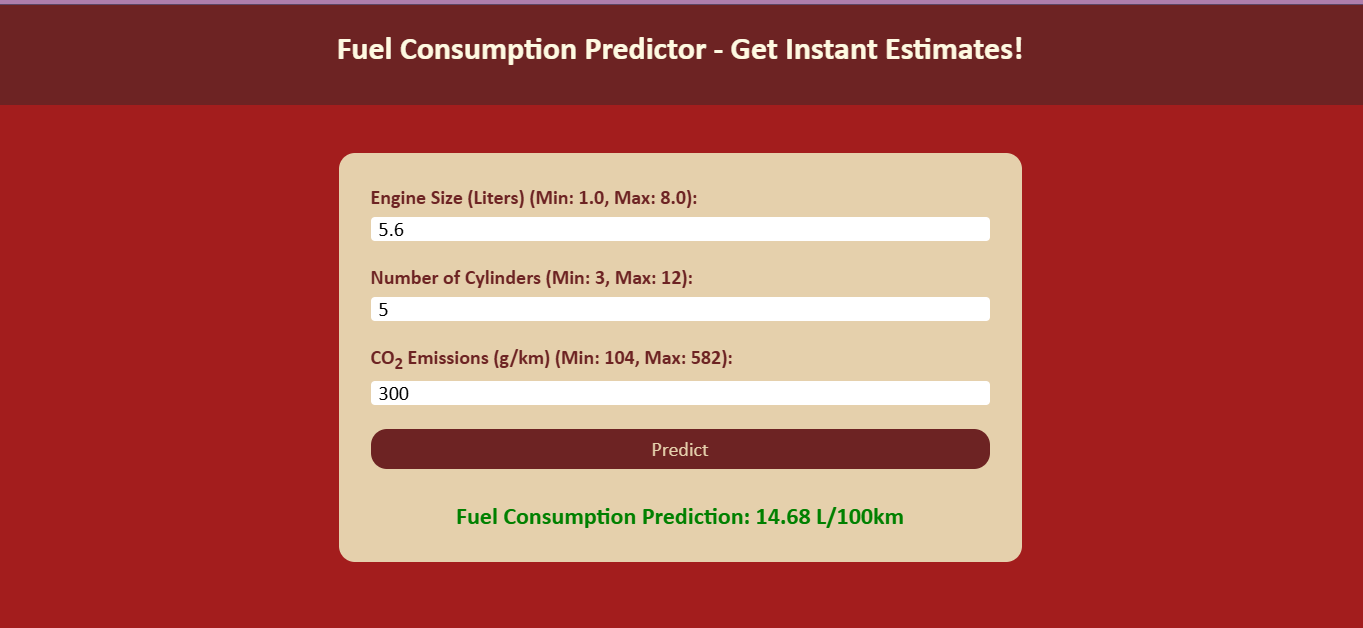 Fuel Consumption Predictor - Get Instant Estimates!
Engine Size (Liters) (Min: 1.0, Max: 8.0):
5.6
Number of Cylinders (Min: 3, Max: 12):
5
CO₂ Emissions (g/km) (Min: 104, Max: 582):
300
Predict
Fuel Consumption Prediction: 14.68 L/100km